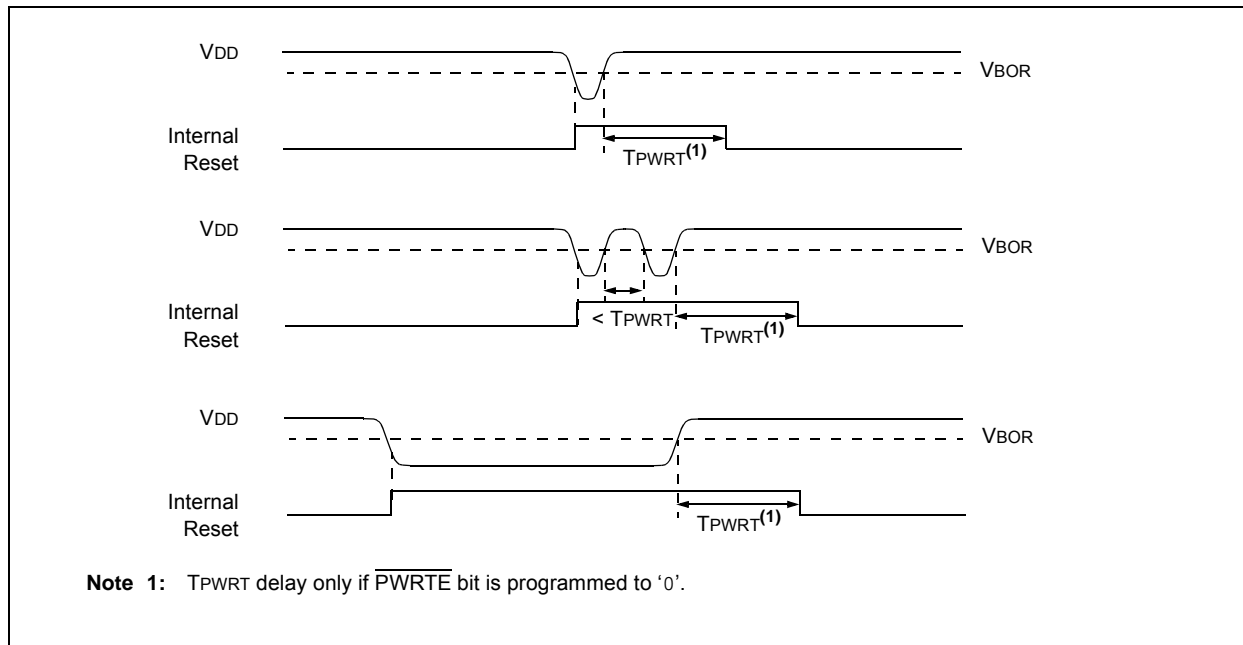 VDD
VBOR
Internal
Reset
TPWRT(1)
VDD
VBOR
Internal
Reset
< TPWRT
TPWRT(1)
VDD
VBOR
Internal
Reset
TPWRT(1)
Note 1: TPWRT delay only if PWRTE bit is programmed to ‘0’.